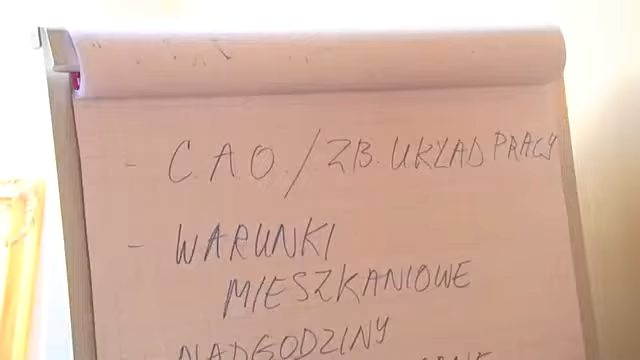 - C.A.O. / ZB. UKŁAD PRACY
- WARUNKI
MIESZKANIOWE
NADGODZINY